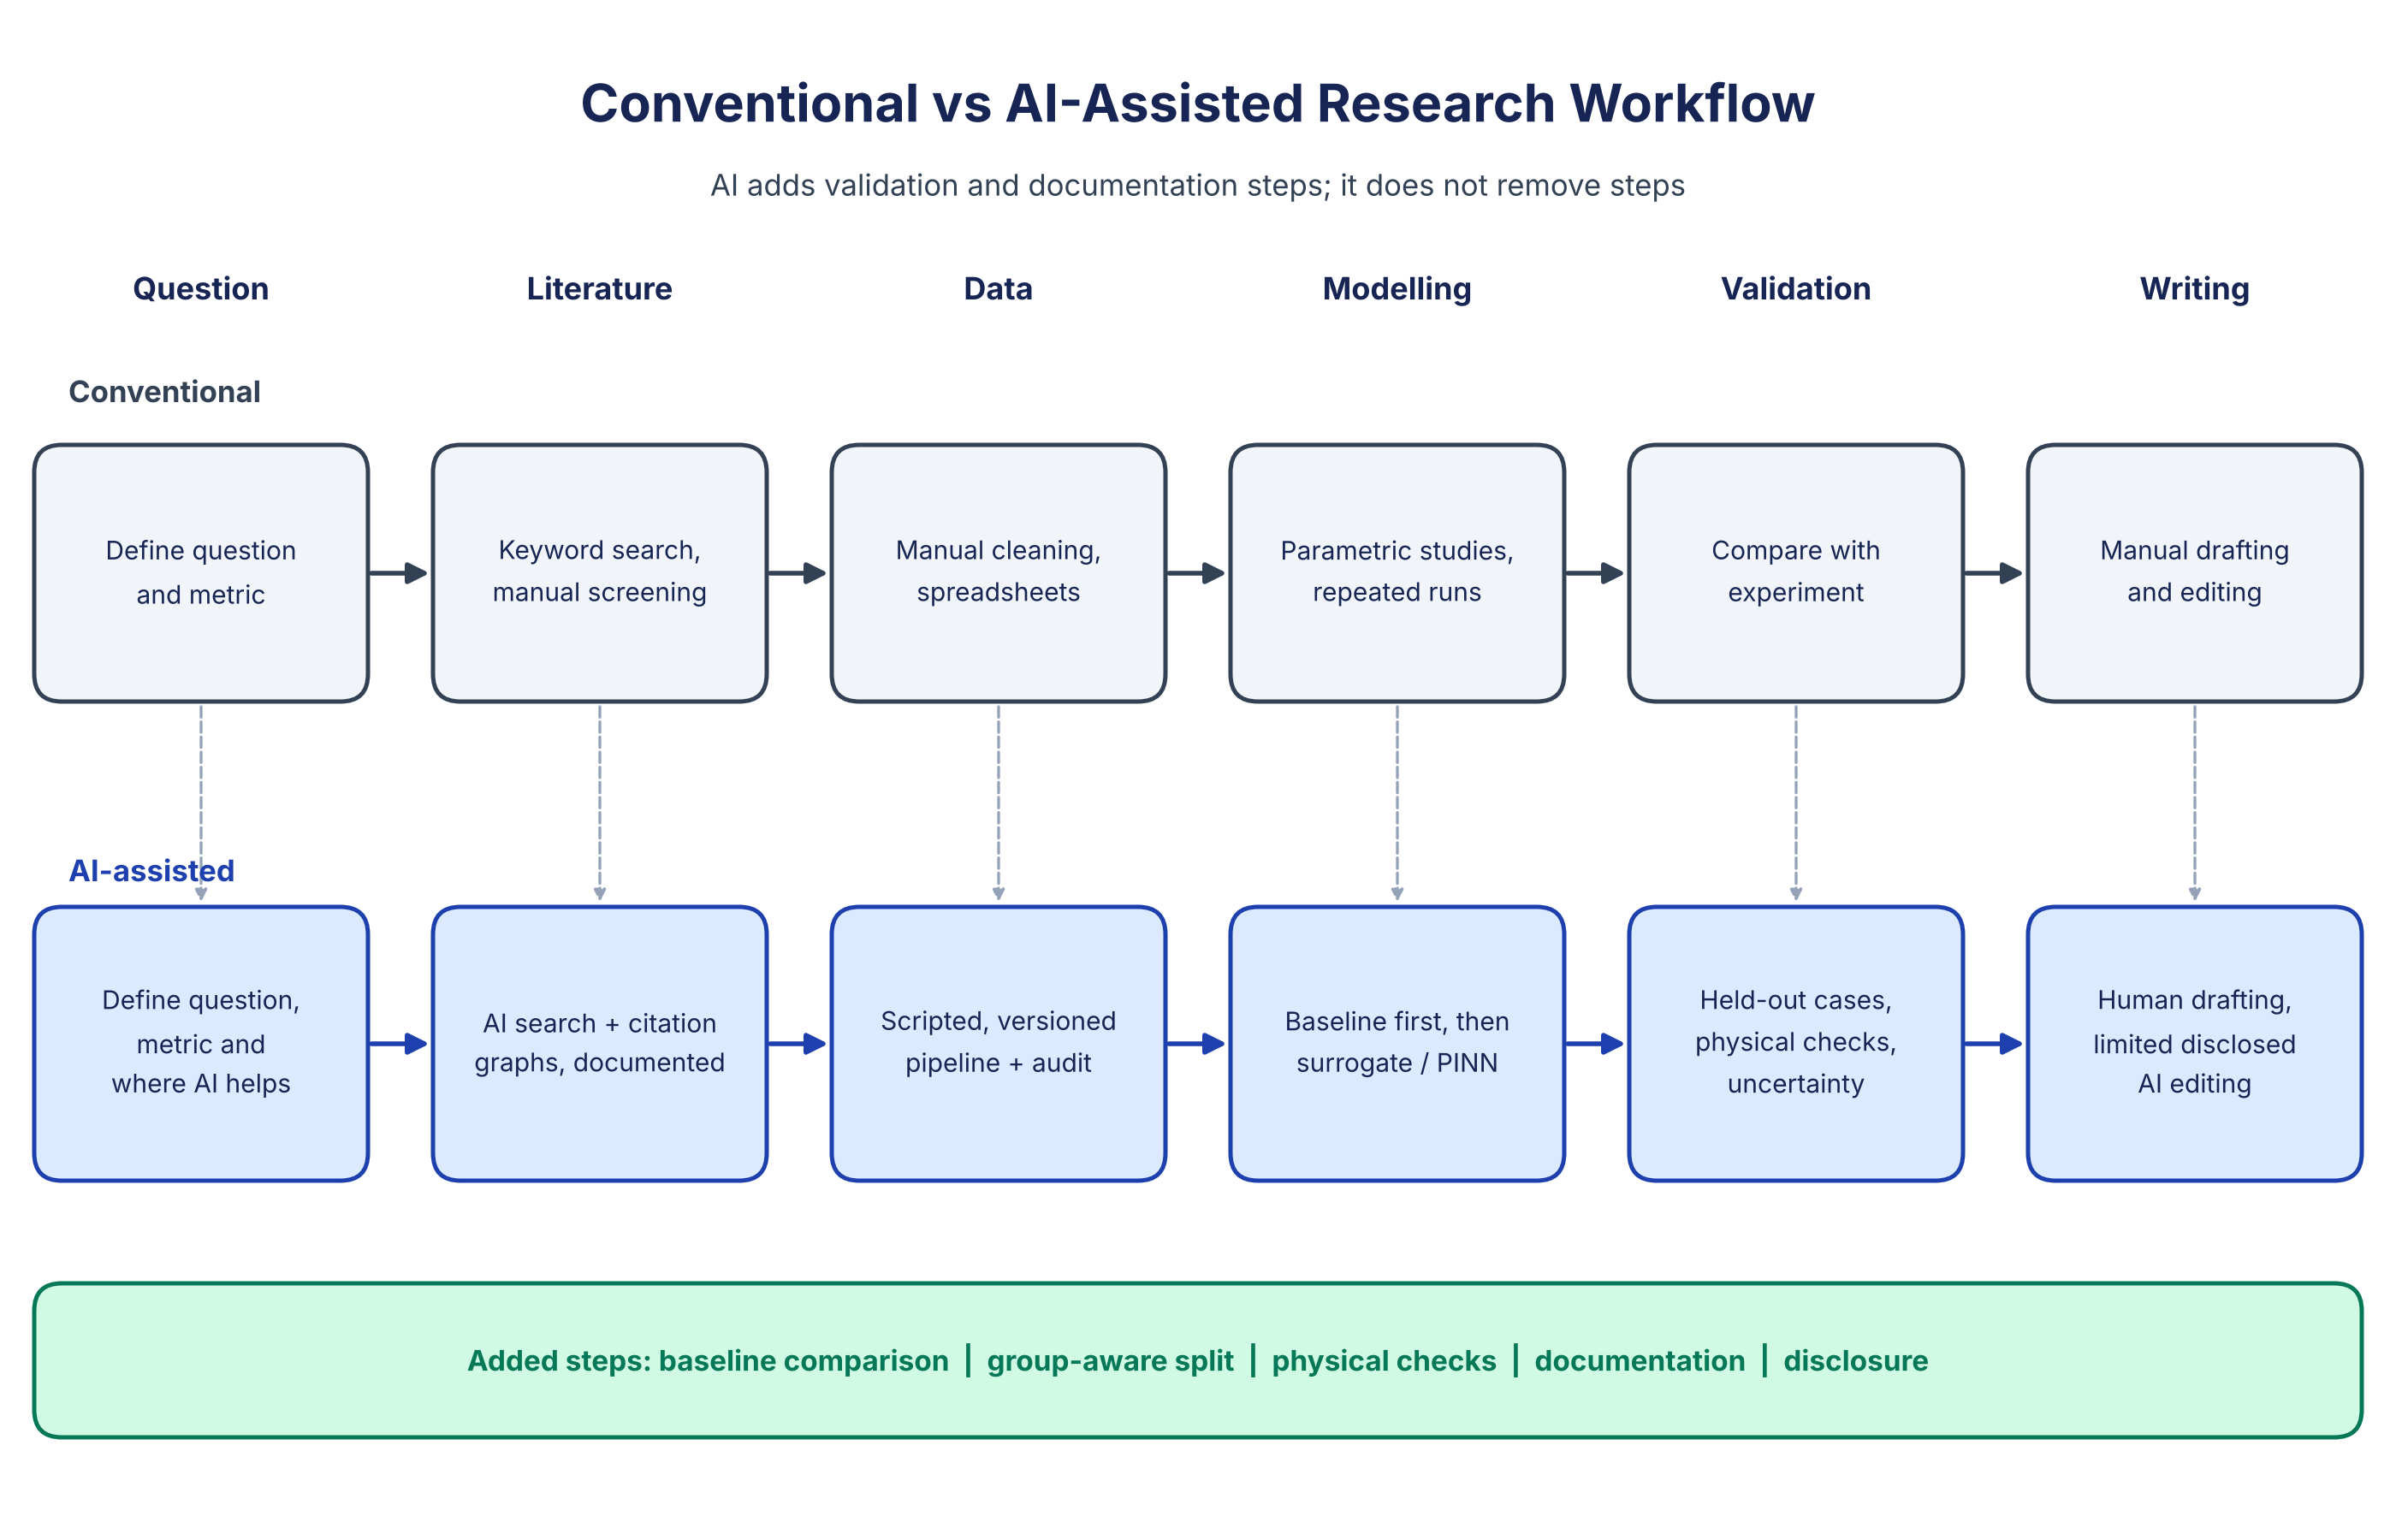 Conventional vs AI-Assisted Research Workflow
AI adds validation and documentation steps; it does not remove steps
Question
Literature
Data
Modelling
Validation
Writing
Conventional
Define question
and metric
Keyword search,
manual screening
Manual cleaning,
spreadsheets
Parametric studies,
repeated runs
Compare with
experiment
Manual drafting
and editing
AI-assisted
Define question,
metric and
where AI helps
AI search + citation
graphs, documented
Scripted, versioned
pipeline + audit
Baseline first, then
surrogate / PINN
Held-out cases,
physical checks,
uncertainty
Human drafting,
limited disclosed
AI editing
Added steps: baseline comparison | group-aware split | physical checks | documentation | disclosure